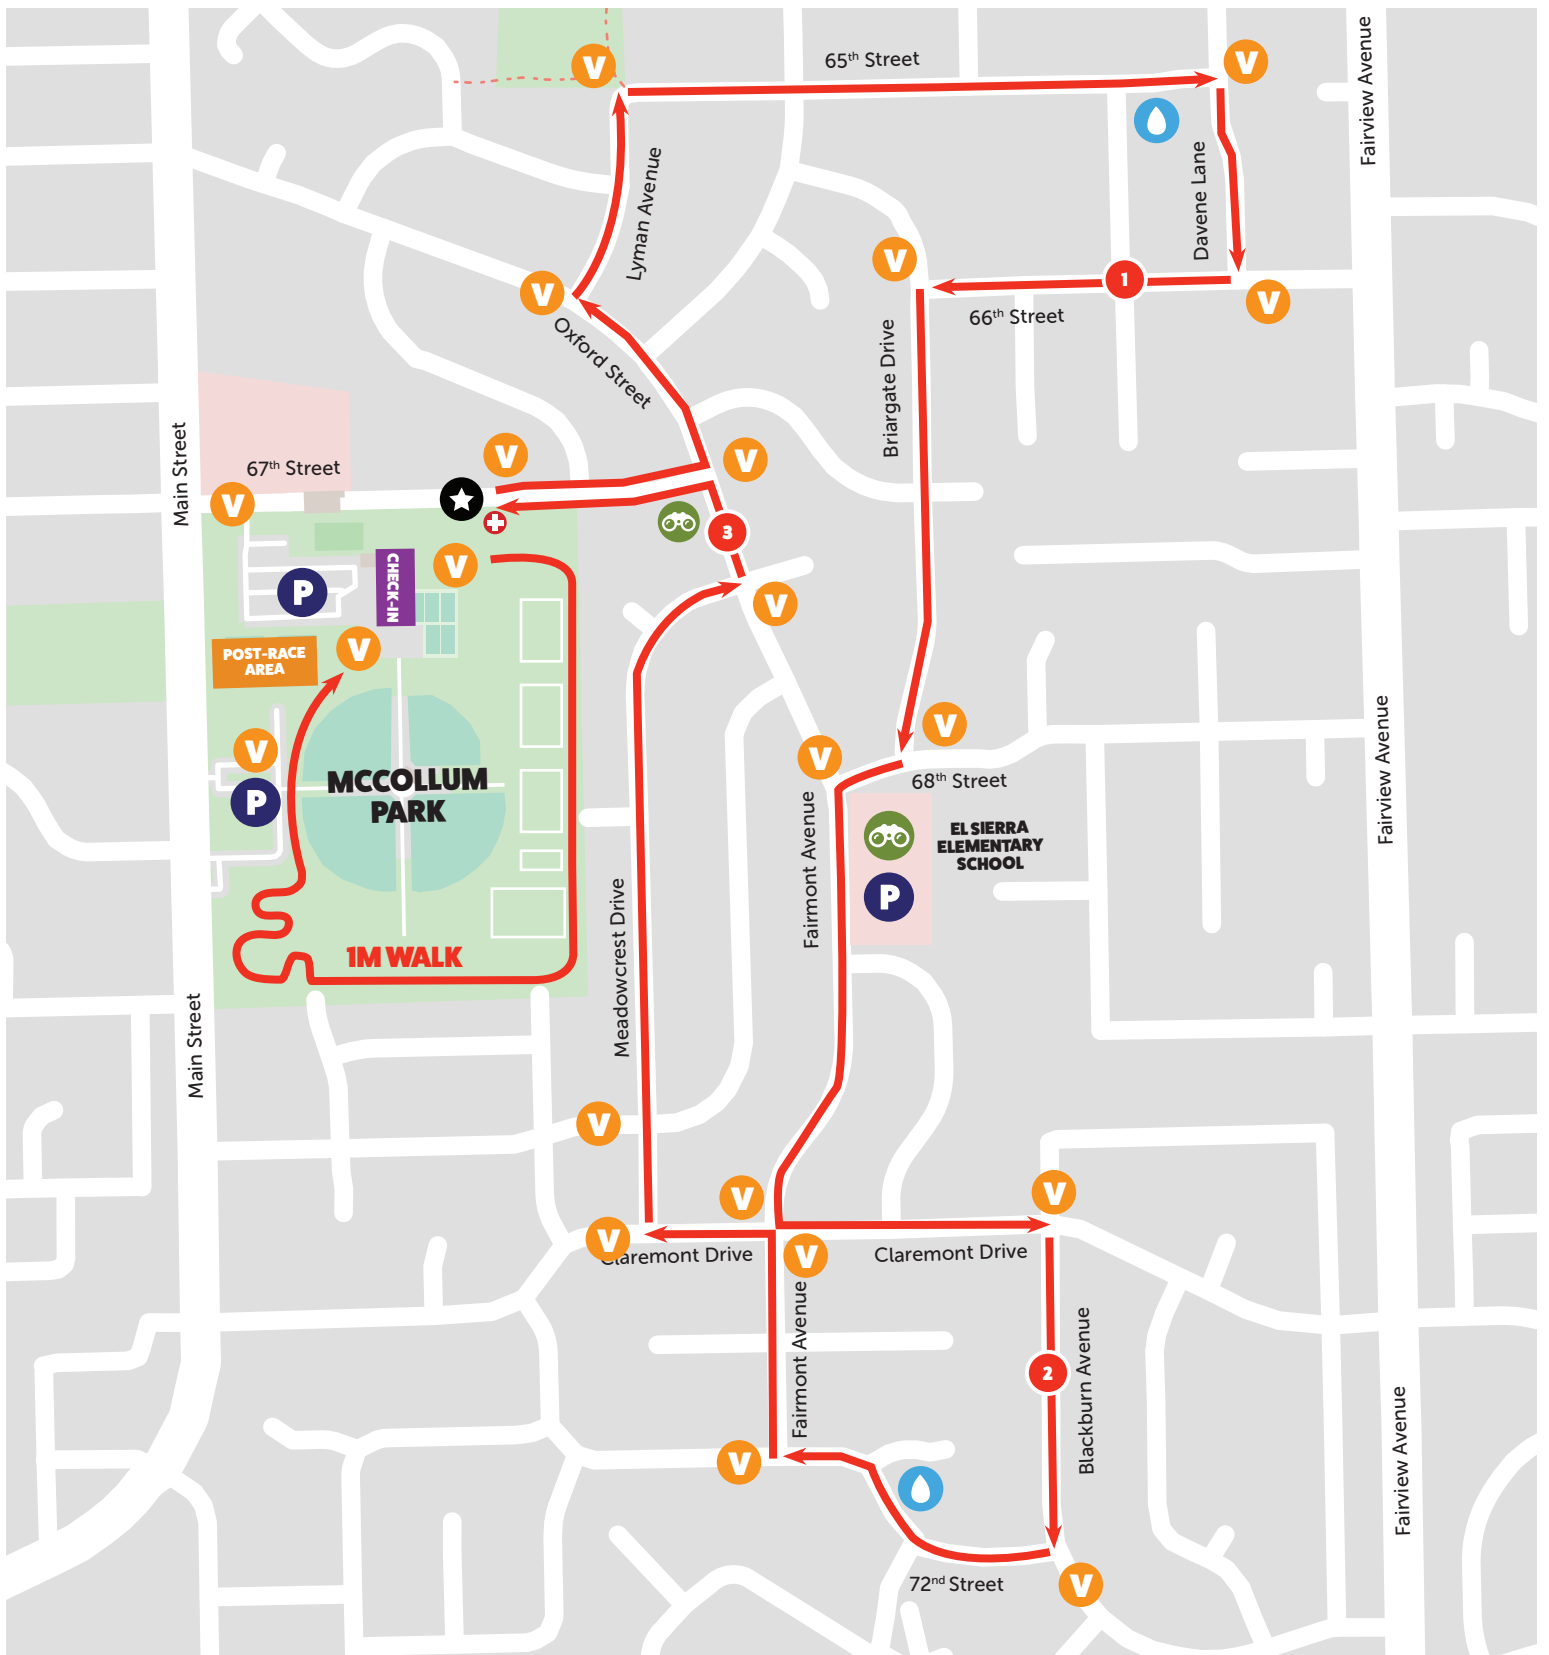 V
65th Street
V
Fairview Avenue
Lyman Avenue
Davene Lane
V
V
1
V
66th Street
Oxford Street
Briargate Drive
Main Street
67th Street
V
V
V
3
V
CHECK-IN
P
V
POST-RACE
AREA
V
V
P
MCCOLLUM
PARK
V
V
68th Street
Fairview Avenue
Fairmont Avenue
EL SIERRA
ELEMENTARY
SCHOOL
P
Meadowcrest Drive
1M WALK
Main Street
V
V
V
V
Claremont Drive
V
Claremont Drive
Fairmont Avenue
2
Blackburn Avenue
Fairview Avenue
V
72nd Street
V